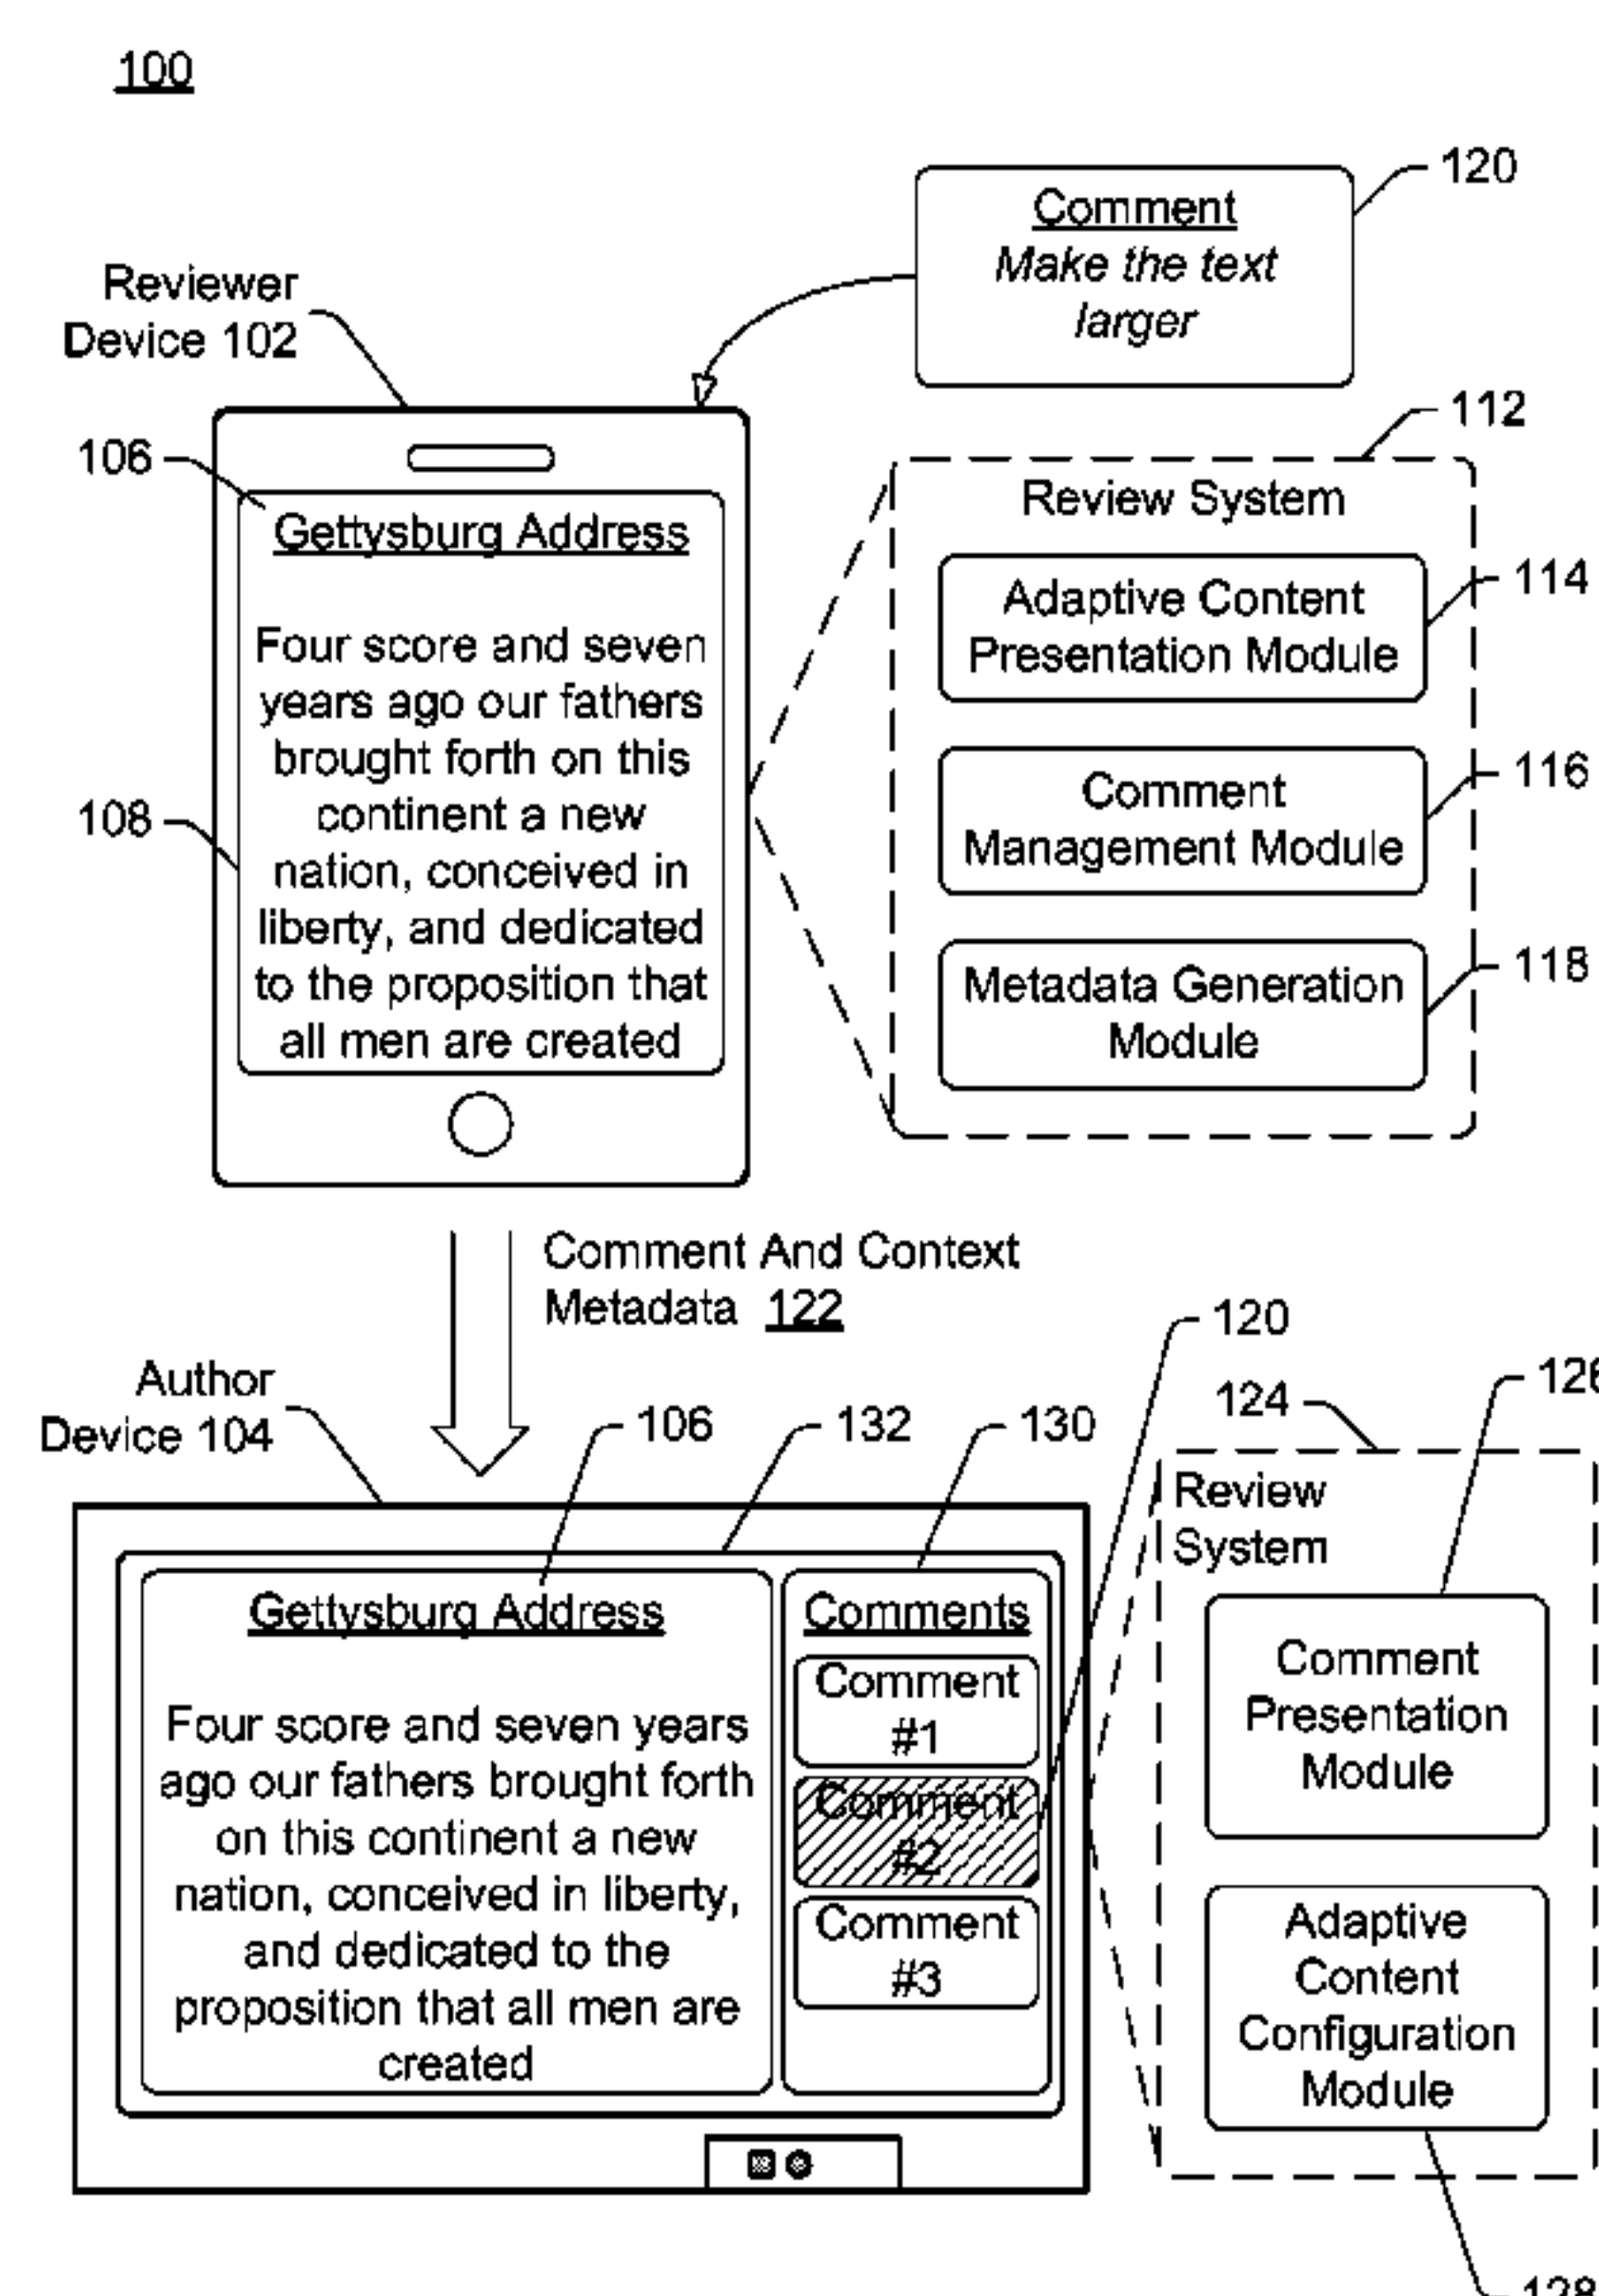 100
120
Comment
Make the text
larger
Reviewer
Device 102
112
106
Review System
Gettysburg Address
114
Adaptive Content
Presentation Module
Four score and seven
years ago our fathers
brought forth on this
continent a new
nation, conceived in
liberty, and dedicated
to the proposition that
all men are created
116
Comment
Management Module
108
118
Metadata Generation
Module
Comment And Context
Metadata 122
120
Author
Device 104
106
132
130
124
126
Review
System
Gettysburg Address
Four score and seven years
ago our fathers brought forth
on this continent a new
nation, conceived in liberty,
and dedicated to the
proposition that all men are
created
Comments
Comment
#1
Comment
#2
Comment
#3
Comment
Presentation
Module
Adaptive
Content
Configuration
Module
128